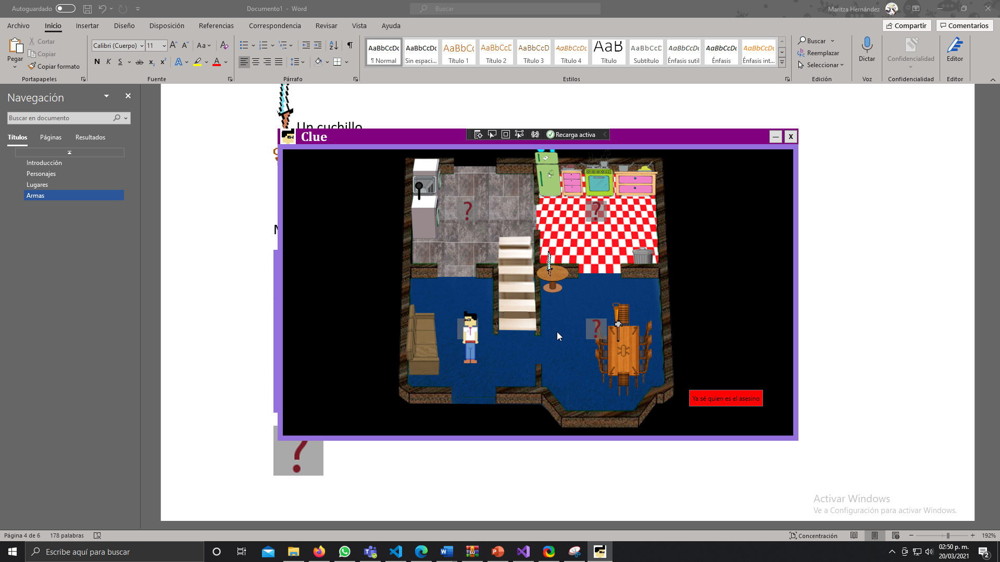 Autoguardado
Documento1 - Word
Buscar
Maritza Hernández
Archivo Inicio Insertar Diseño Disposición Referencias Correspondencia Revisar Vista Ayuda
Compartir Comentarios
Pegar
Cortar
Copiar
Copiar formato
Portapapeles
Calibri (Cuerpo) 11
Aa
N K S ab x₂ x² A A
Fuente
Párrafo
AaBbCcDc AaBbCcDc AaBbC AaBbCcD AaBbCcD AaBbCcDc AaB AaBbCcD AaBbCcDc AaBbCcDc AaBbCcDc
¶ Normal Sin espaci... Título 1 Título 2 Título 3 Título 4 Título Subtítulo Énfasis sutil Énfasis Énfasis int...
Estilos
Buscar
Reemplazar
Seleccionar
Edición
Dictar
Voz
Confidencialidad
Confidencialidad
Editor
Editor
Navegación
Buscar en documento
Títulos Páginas Resultados
Introducción
Personajes
Lugares
Armas
Un cuchillo
Clue
Recarga activa
— X
?
?
?
Ya sé quien es el asesino
?
Activar Windows
Ve a Configuración para activar Windows.
Página 4 de 6 178 palabras
Concentración
192%
Escribe aquí para buscar
02:50 p. m.
20/03/2021
2